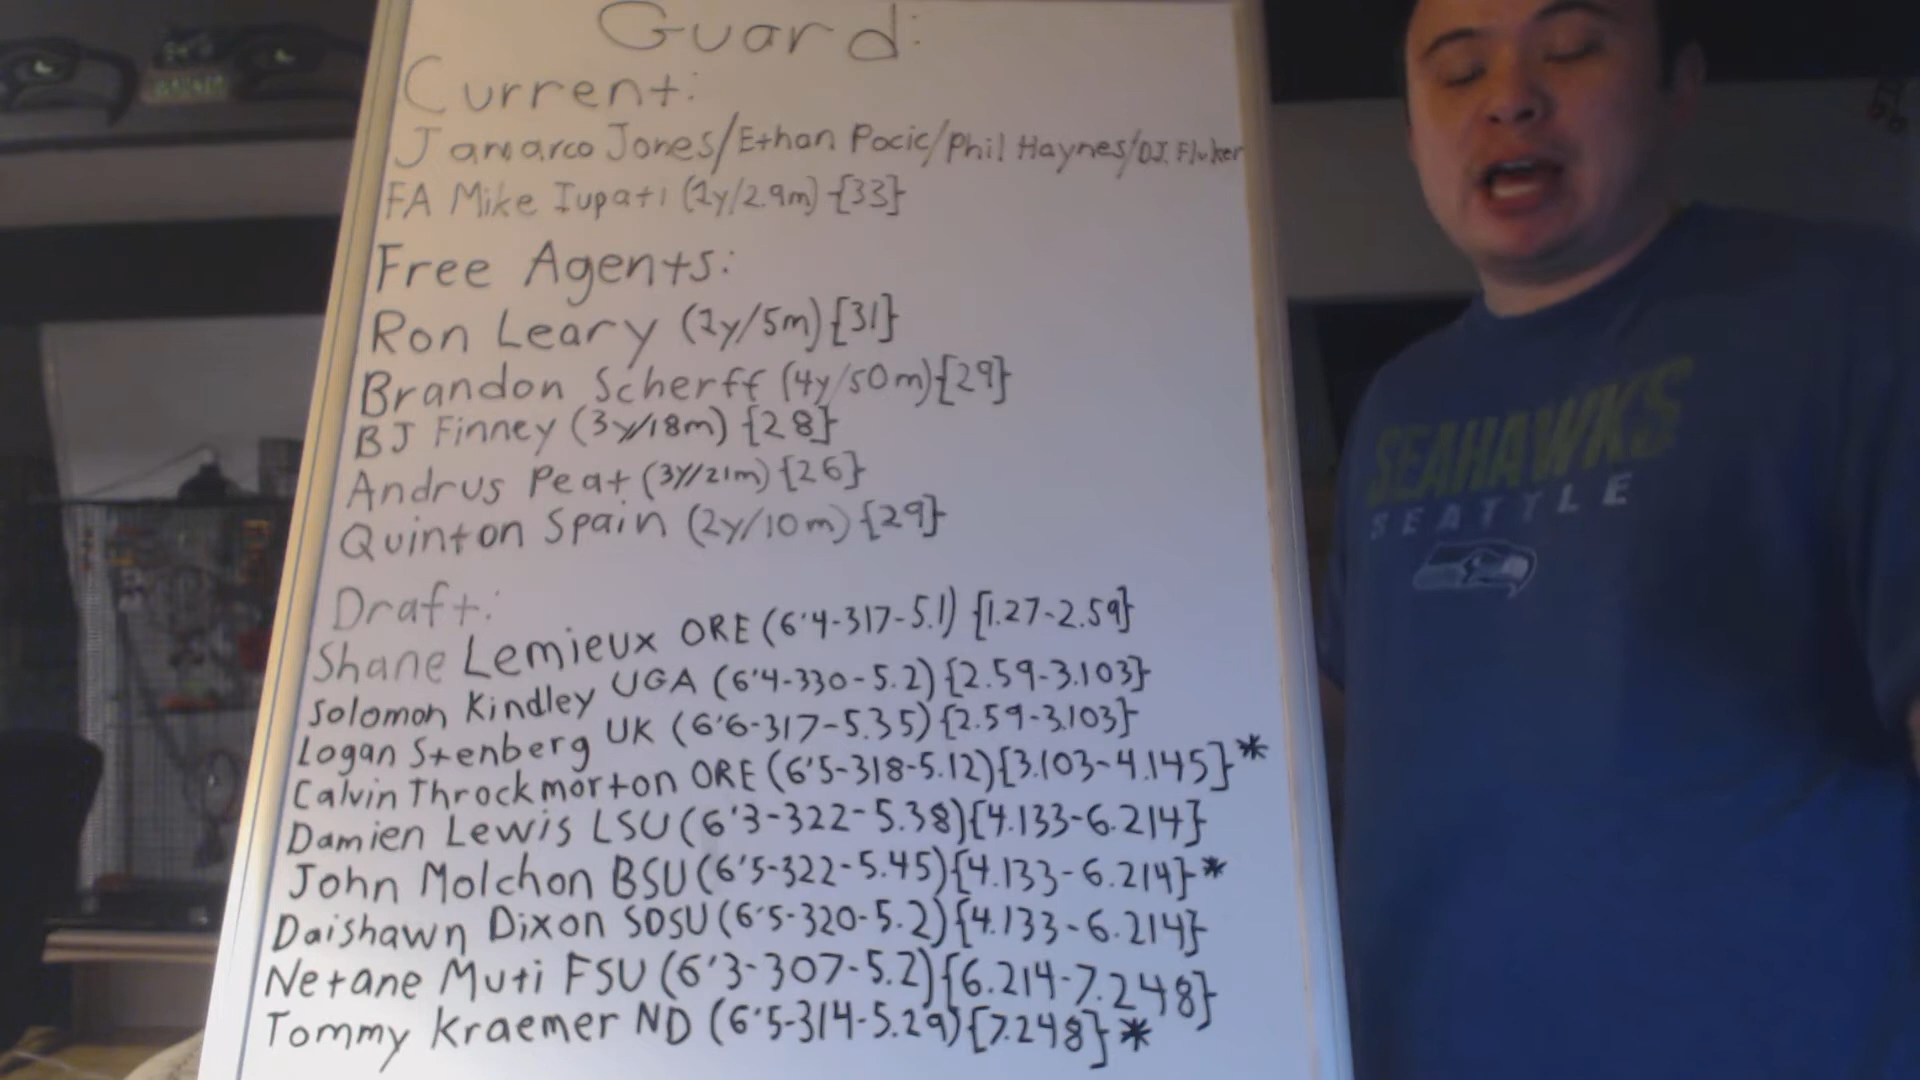 Guard:
Current:
Jamarco Jones/Ethan Pocic/Phil Haynes/DJ. Fluker
FA Mike Iupati (1y/2.9m) {33}
Free Agents:
Ron Leary (2y/5m) {31}
Brandon Scherff (4y/50m) {29}
BJ Finney (3y/18m) {28}
Andrus Peat (3y/21m) {26}
Quinton Spain (2y/10m) {29}
Draft:
Shane Lemieux ORE (6'4-317-5.1) {1.27-2.59}
Solomon Kindley UGA (6'4-330-5.2) {2.59-3.103}
Logan Stenberg UK (6'6-317-5.35) {2.59-3.103}
Calvin Throckmorton ORE (6'5-318-5.12) {3.103-4.145} *
Damien Lewis LSU (6'3-322-5.38) {4.133-6.214}
John Molchon BSU (6'5-322-5.45) {4.133-6.214} *
Daishawn Dixon SDSU (6'5-320-5.2) {4.133-6.214}
Netane Muti FSU (6'3-307-5.2) {6.214-7.248}
Tommy Kraemer ND (6'5-314-5.29) {7.248} *
SEAHAWKS
SEATTLE